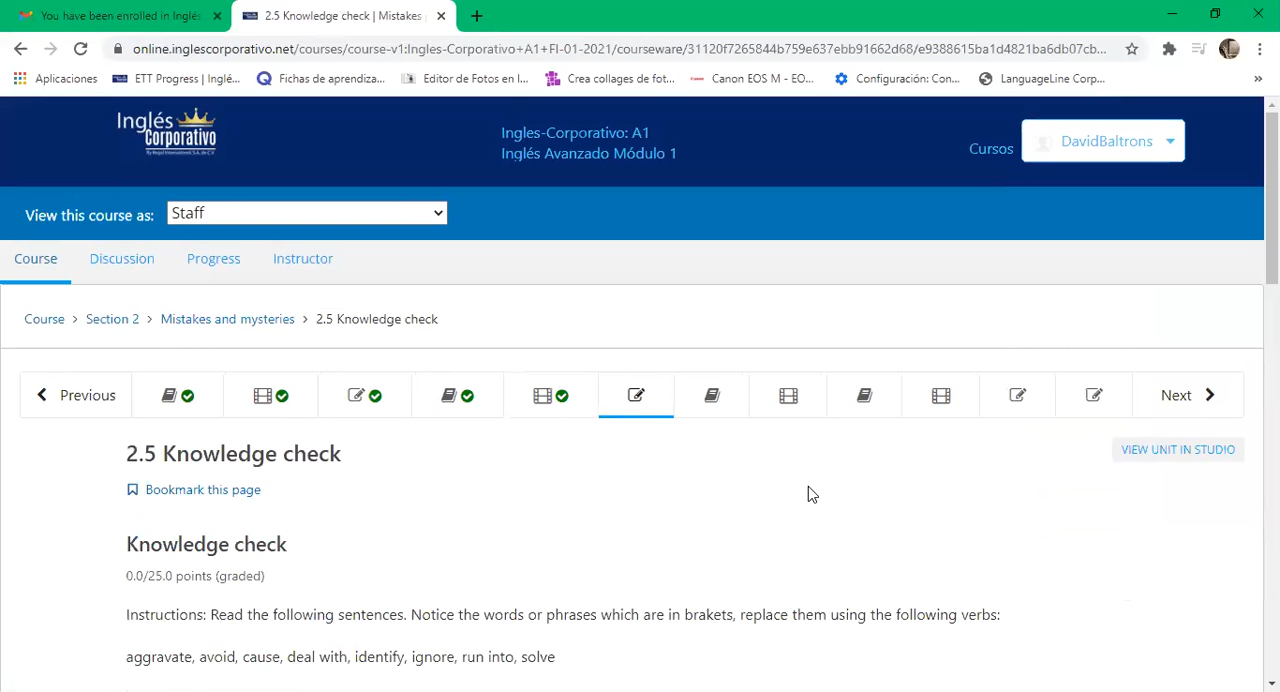 You have been enrolled in Inglés
2.5 Knowledge check | Mistakes
online.inglescorporativo.net/courses/course-v1:Ingles-Corporativo+A1+FI-01-2021/courseware/31120f7265844b759e637ebb91662d68/e9388615ba1d4821ba6db07cb...
Aplicaciones
ETT Progress | Inglé...
Fichas de aprendiza...
Editor de Fotos en l...
Crea collages de fot...
Canon EOS M - EO...
Configuración: Con...
LanguageLine Corp...
»
Inglés
Corporativo
By Regal International, S.A. de C.V.
Ingles-Corporativo: A1
Inglés Avanzado Módulo 1
Cursos
DavidBaltrons
View this course as:
Staff
Course
Discussion
Progress
Instructor
Course > Section 2 > Mistakes and mysteries > 2.5 Knowledge check
Previous
Next
2.5 Knowledge check
VIEW UNIT IN STUDIO
Bookmark this page
Knowledge check
0.0/25.0 points (graded)
Instructions: Read the following sentences. Notice the words or phrases which are in brakets, replace them using the following verbs:
aggravate, avoid, cause, deal with, identify, ignore, run into, solve